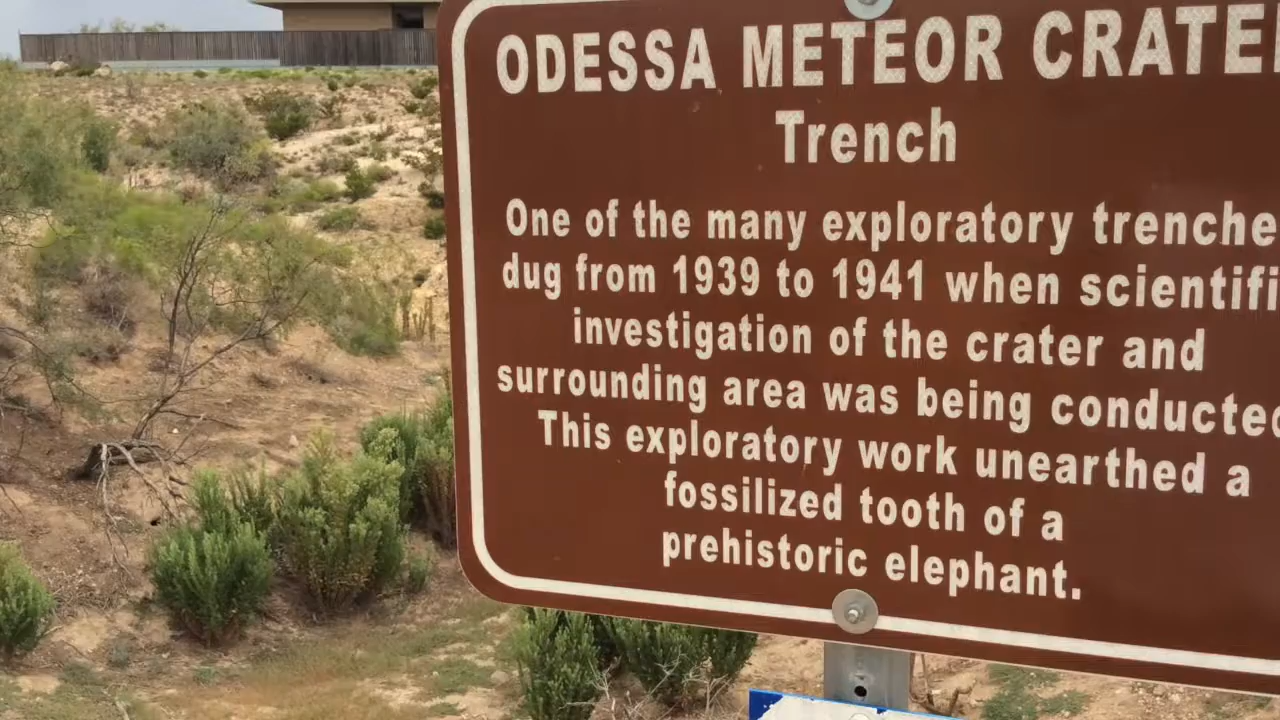 ODESSA METEOR CRATE
Trench
One of the many exploratory trenche
dug from 1939 to 1941 when scientifi
investigation of the crater and
surrounding area was being conducte
This exploratory work unearthed a
fossilized tooth of a
prehistoric elephant.